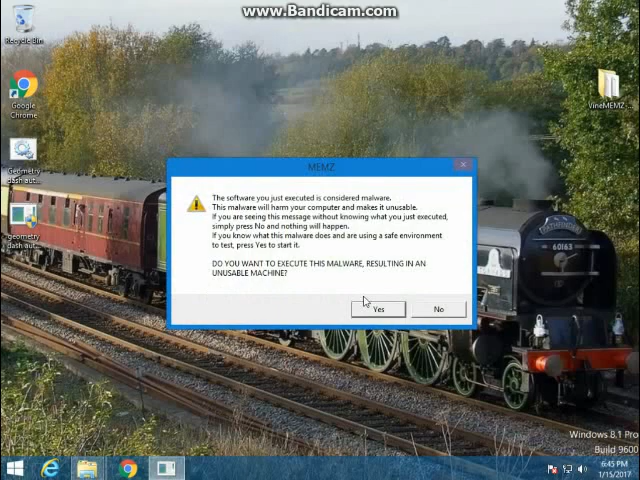 www.Bandicam.com
Recycle Bin
Google
Chrome
Geometry
dash aut...
geometry
dash aut...
VineMEMZ-...
MEMZ
The software you just executed is considered malware.
This malware will harm your computer and makes it unusable.
If you are seeing this message without knowing what you just executed,
simply press No and nothing will happen.
If you know what this malware does and are using a safe environment
to test, press Yes to start it.
DO YOU WANT TO EXECUTE THIS MALWARE, RESULTING IN AN
UNUSABLE MACHINE?
Yes
No
60163
Windows 8.1 Pro
Build 9600
6:45 PM
1/15/2017